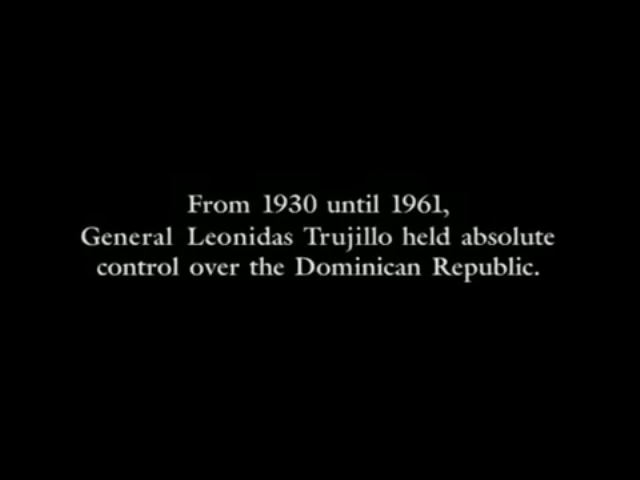 From 1930 until 1961,
General Leonidas Trujillo held absolute
control over the Dominican Republic.